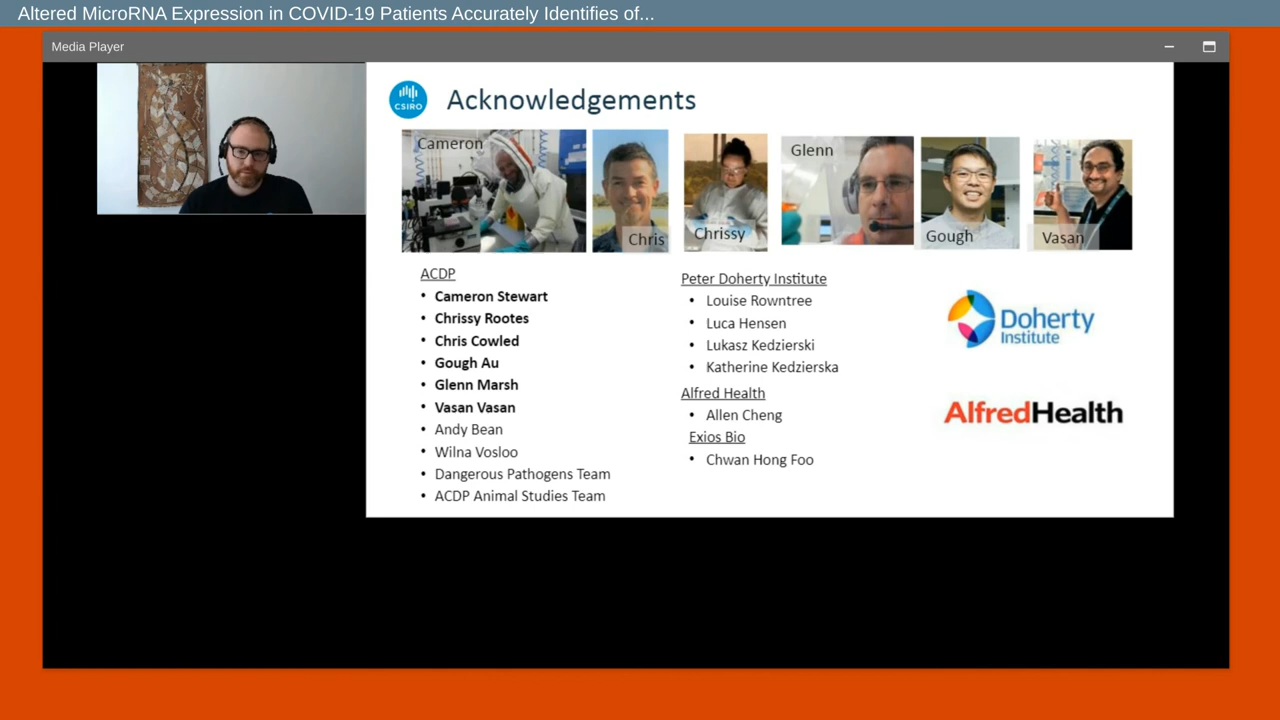 Altered MicroRNA Expression in COVID-19 Patients Accurately Identifies of...
Media Player
CSIRO
Acknowledgements
Cameron
Chris
Chrissy
Glenn
Gough
Vasan
ACDP
• Cameron Stewart
• Chrissy Rootes
• Chris Cowled
• Gough Au
• Glenn Marsh
• Vasan Vasan
• Andy Bean
• Wilna Vosloo
• Dangerous Pathogens Team
• ACDP Animal Studies Team
Peter Doherty Institute
• Louise Rowntree
• Luca Hensen
• Lukasz Kedzierski
• Katherine Kedzierska
Alfred Health
• Allen Cheng
Exios Bio
• Chwan Hong Foo
Doherty
Institute
AlfredHealth